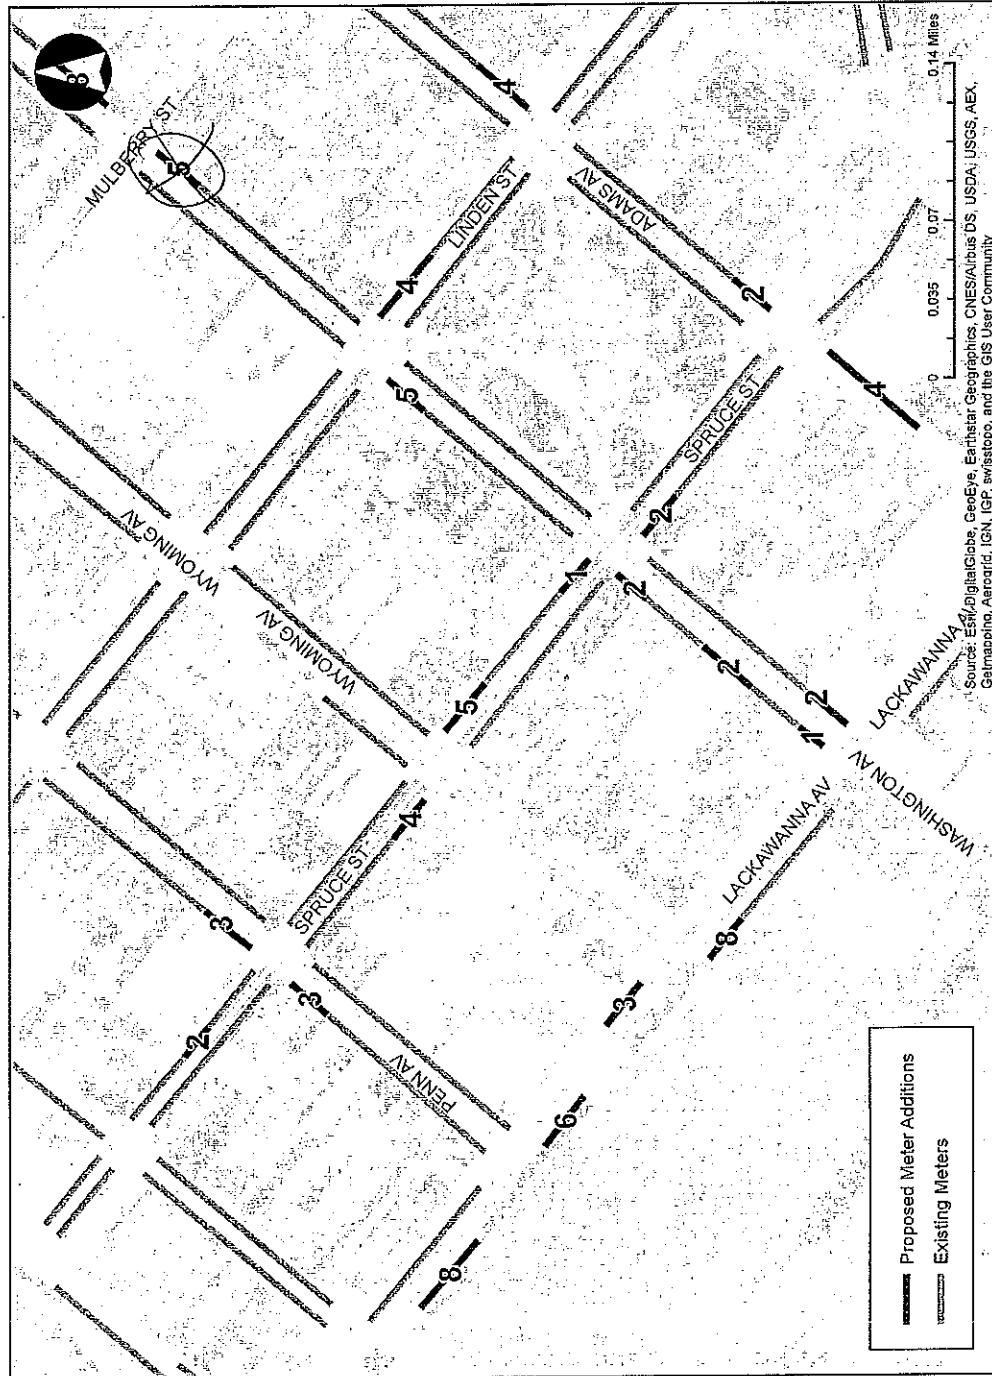 8
MULBERRY ST
5
4
LINDEN ST
4
ADAMS AV
2
5
WYOMING AV
WYOMING AV
SPRUCE ST
2
4
1
2
5
2
2
1
LACKAWANNA AV
WASHINGTON AV
LACKAWANNA AV
SPRUCE ST
4
3
3
2
PENN AV
8
3
6
8
Proposed Meter Additions
Existing Meters
0 0.035 0.07 0.14 Miles
Source: Esri, DigitalGlobe, GeoEye, Earthstar Geographics, CNES/Airbus DS, USDA, USGS, AEX,
Getmapping, Aerogrid, IGN, IGP, swisstopo, and the GIS User Community